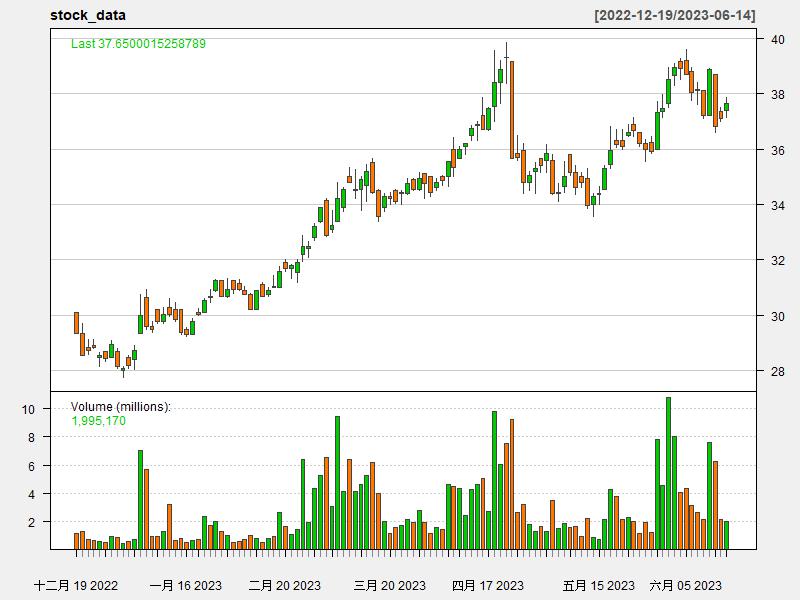 stock_data
[2022-12-19/2023-06-14]
Last 37.6500015258789
40
38
36
34
32
30
28
Volume (millions):
1,995,170
10
8
6
4
2
十二月 19 2022
一月 16 2023
二月 20 2023
三月 20 2023
四月 17 2023
五月 15 2023
六月 05 2023